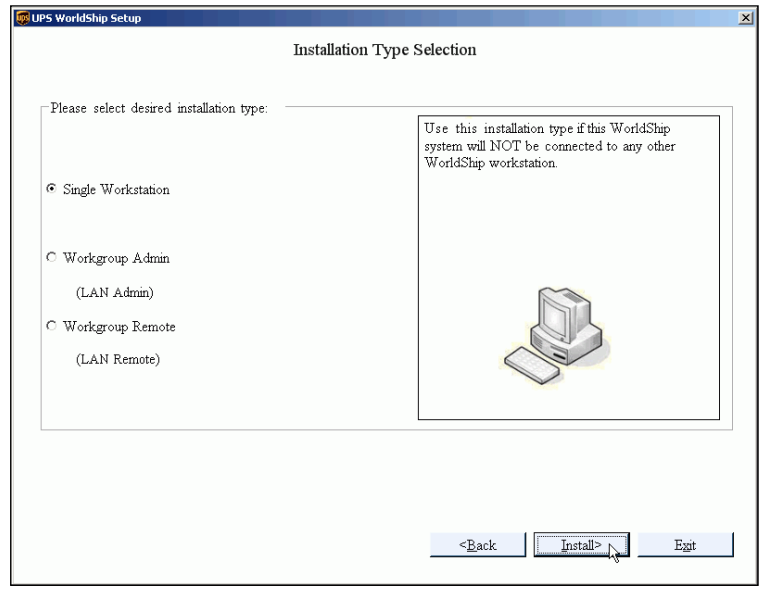 UPS WorldShip Setup
Installation Type Selection
Please select desired installation type:
Use this installation type if this WorldShip
system will NOT be connected to any other
WorldShip workstation.
Single Workstation
Workgroup Admin
(LAN Admin)
Workgroup Remote
(LAN Remote)
<Back
Install>
Exit